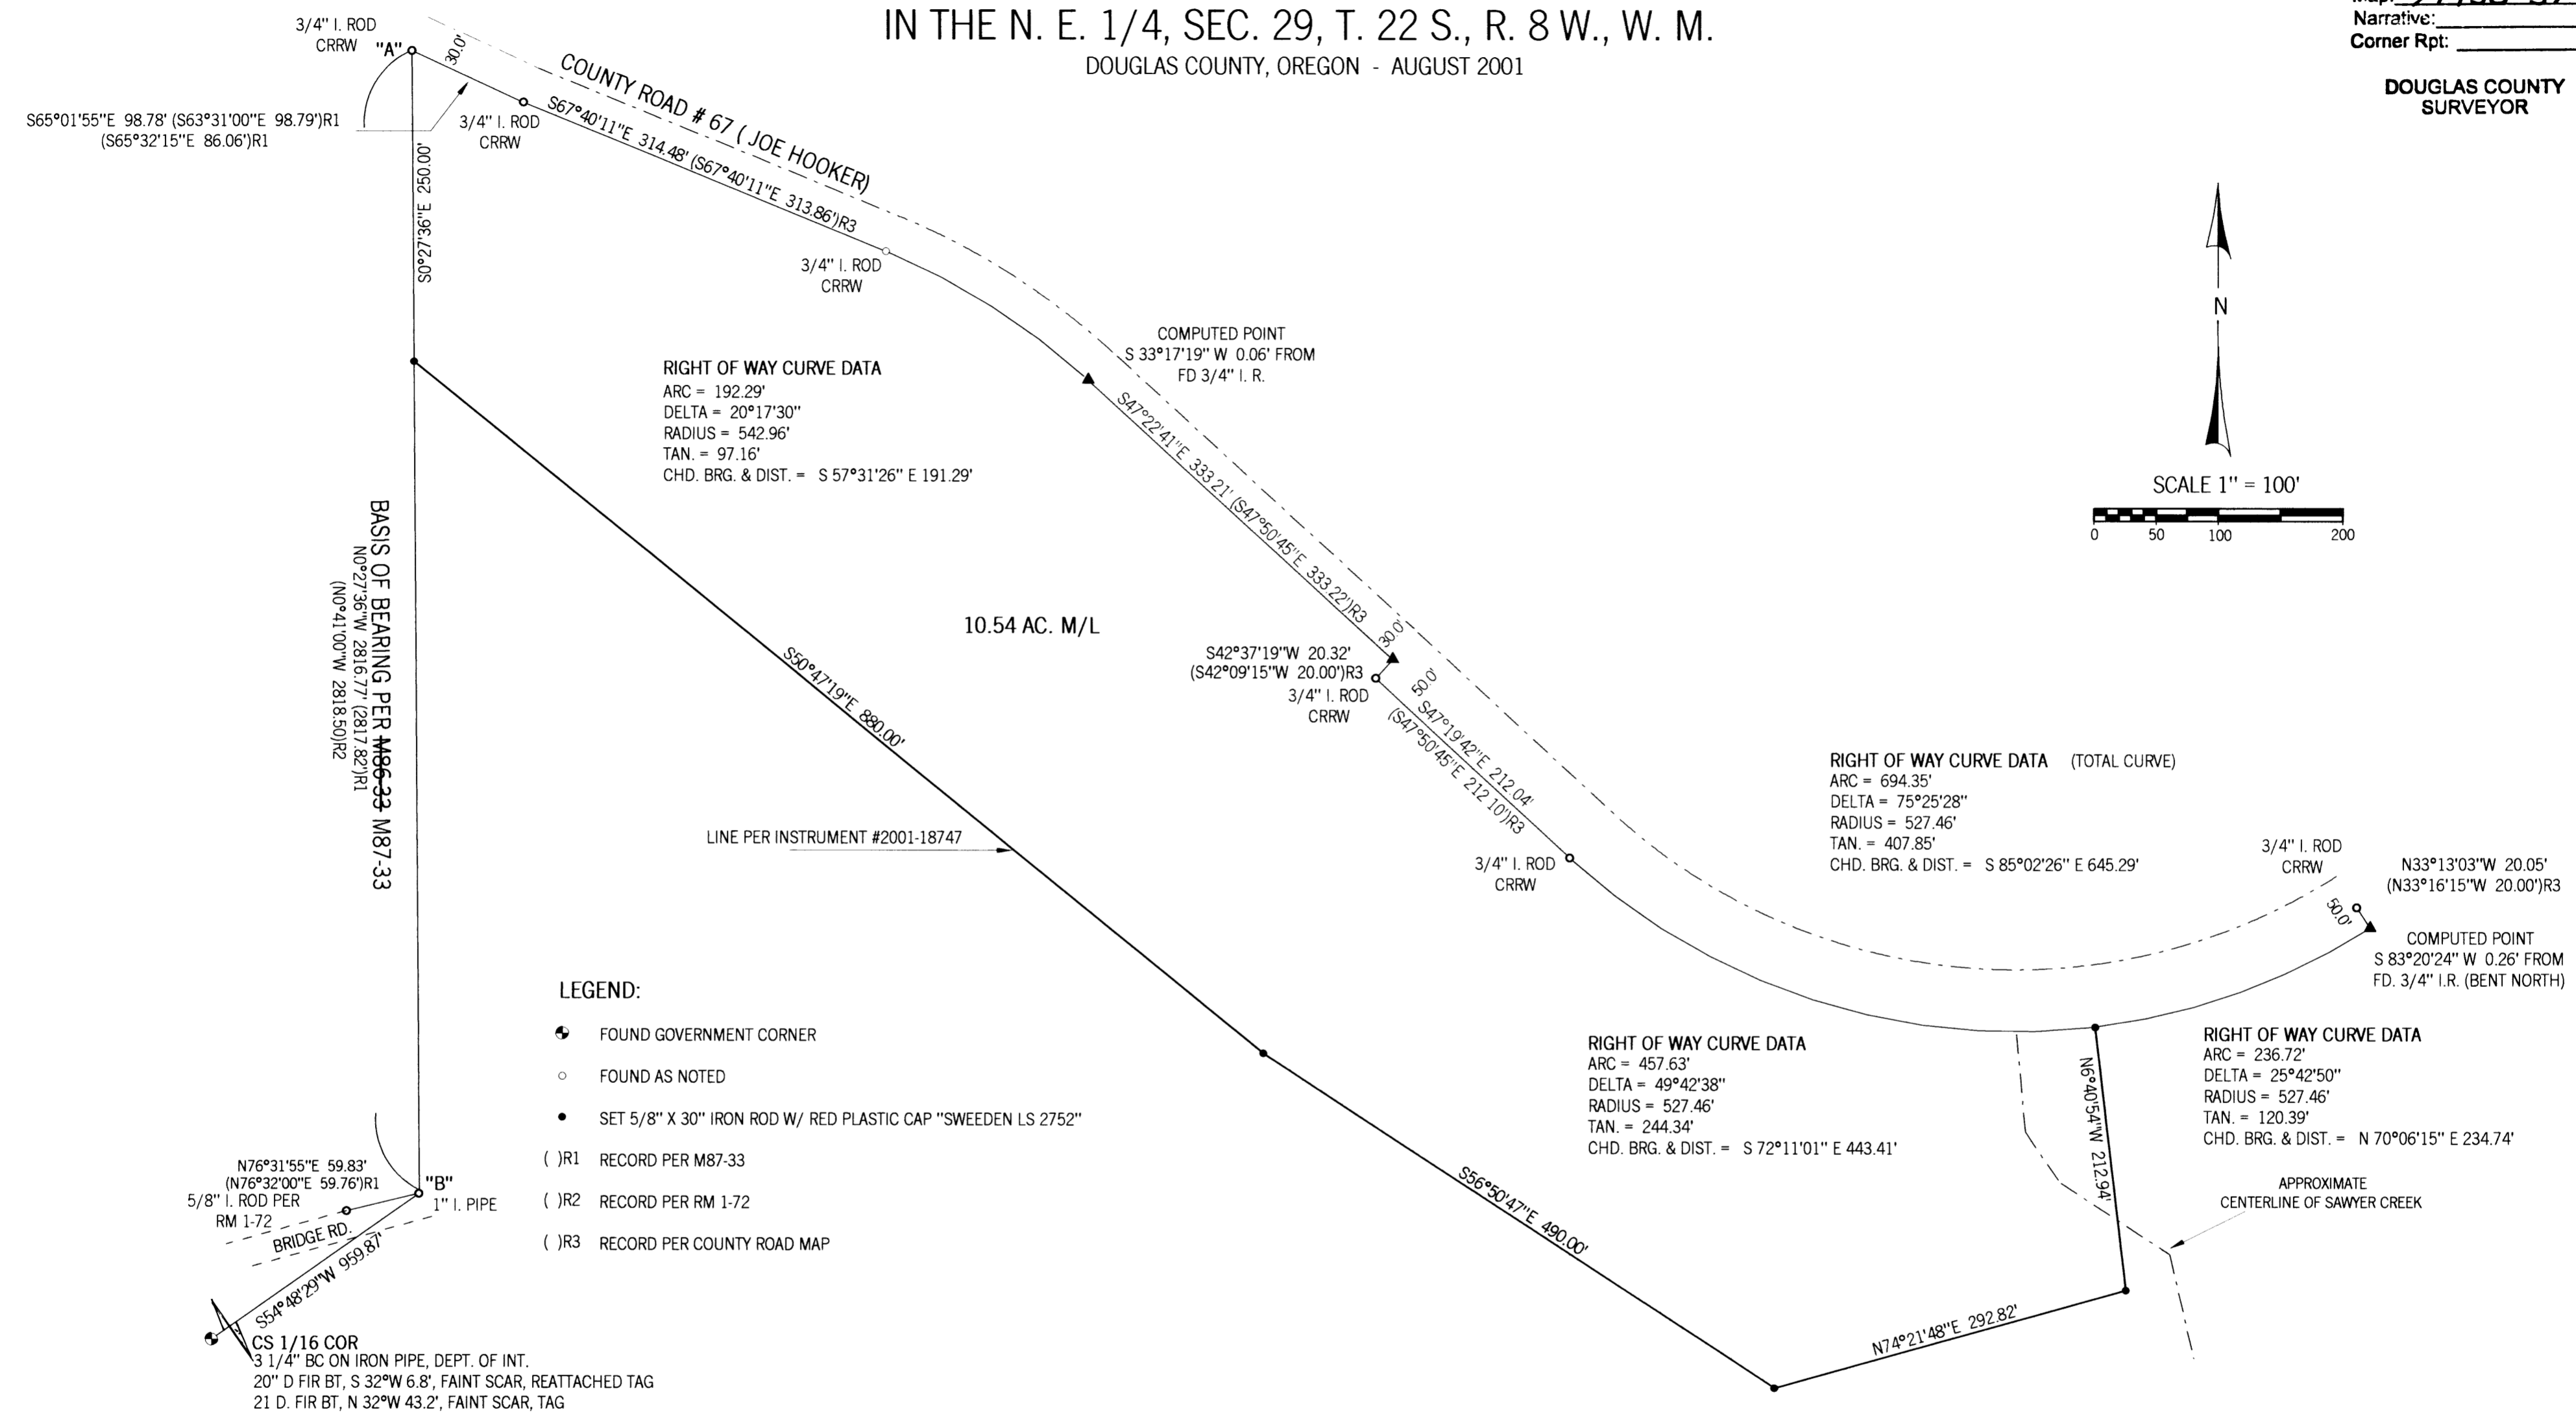 IN THE N. E. 1/4, SEC. 29, T. 22 S., R. 8 W., W. M.
DOUGLAS COUNTY, OREGON - AUGUST 2001
Map:
Narrative:
Corner Rpt:
DOUGLAS COUNTY
SURVEYOR
3/4" I. ROD
CRRW
"A"
30.0'
COUNTY ROAD # 67 ( JOE HOOKER)
S65°01'55"E 98.78' (S63°31'00"E 98.79')R1
(S65°32'15"E 86.06')R1
3/4" I. ROD
CRRW
S67°40'11"E 314.48' (S67°40'11"E 313.86')R3
S0°27'36"E 250.00'
3/4" I. ROD
CRRW
N
SCALE 1" = 100'
0 50 100 200
COMPUTED POINT
S 33°17'19" W 0.06' FROM
FD 3/4" I. R.
RIGHT OF WAY CURVE DATA
ARC = 192.29'
DELTA = 20°17'30"
RADIUS = 542.96'
TAN. = 97.16'
CHD. BRG. & DIST. = S 57°31'26" E 191.29'
S47°22'41"E 333.21' (S47°50'45"E 333.22')R3
BASIS OF BEARING PER M86-33 M87-33
N0°27'36"W 2816.77' (2817.82')R1
(N0°41'00"W 2818.50)R2
10.54 AC. M/L
S50°47'19"E 880.00'
30.0'
S42°37'19"W 20.32'
(S42°09'15"W 20.00')R3
3/4" I. ROD
CRRW
50.0'
S47°19'42"E 212.04'
(S47°50'45"E 212.10')R3
LINE PER INSTRUMENT #2001-18747
3/4" I. ROD
CRRW
RIGHT OF WAY CURVE DATA (TOTAL CURVE)
ARC = 694.35'
DELTA = 75°25'28"
RADIUS = 527.46'
TAN. = 407.85'
CHD. BRG. & DIST. = S 85°02'26" E 645.29'
3/4" I. ROD
CRRW
N33°13'03"W 20.05'
(N33°16'15"W 20.00')R3
50.0'
COMPUTED POINT
S 83°20'24" W 0.26' FROM
FD. 3/4" I.R. (BENT NORTH)
LEGEND:
FOUND GOVERNMENT CORNER
FOUND AS NOTED
SET 5/8" X 30" IRON ROD W/ RED PLASTIC CAP "SWEEDEN LS 2752"
( )R1 RECORD PER M87-33
( )R2 RECORD PER RM 1-72
( )R3 RECORD PER COUNTY ROAD MAP
RIGHT OF WAY CURVE DATA
ARC = 457.63'
DELTA = 49°42'38"
RADIUS = 527.46'
TAN. = 244.34'
CHD. BRG. & DIST. = S 72°11'01" E 443.41'
N6°40'54"W 212.94'
RIGHT OF WAY CURVE DATA
ARC = 236.72'
DELTA = 25°42'50"
RADIUS = 527.46'
TAN. = 120.39'
CHD. BRG. & DIST. = N 70°06'15" E 234.74'
APPROXIMATE
CENTERLINE OF SAWYER CREEK
S56°50'47"E 490.00'
N74°21'48"E 292.82'
N76°31'55"E 59.83'
(N76°32'00"E 59.76')R1
"B"
1" I. PIPE
5/8" I. ROD PER
RM 1-72
BRIDGE RD.
S54°48'29"W 959.87'
CS 1/16 COR
3 1/4" BC ON IRON PIPE, DEPT. OF INT.
20" D FIR BT, S 32°W 6.8', FAINT SCAR, REATTACHED TAG
21 D. FIR BT, N 32°W 43.2', FAINT SCAR, TAG